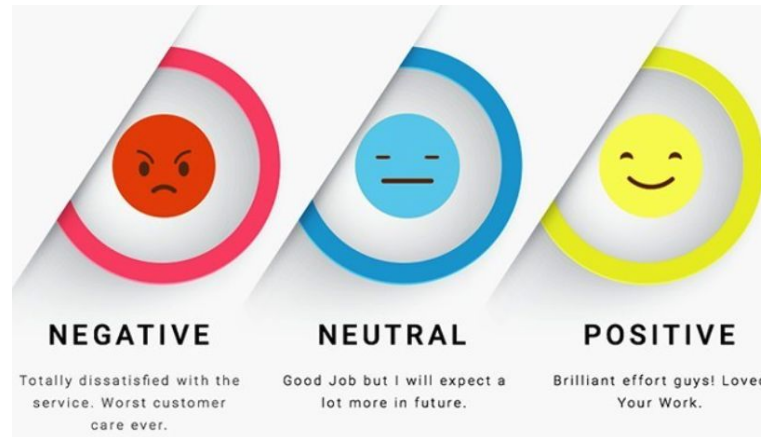 NEGATIVE
Totally dissatisfied with the
service. Worst customer
care ever.
NEUTRAL
Good Job but I will expect a
lot more in future.
POSITIVE
Brilliant effort guys! Love
Your Work.